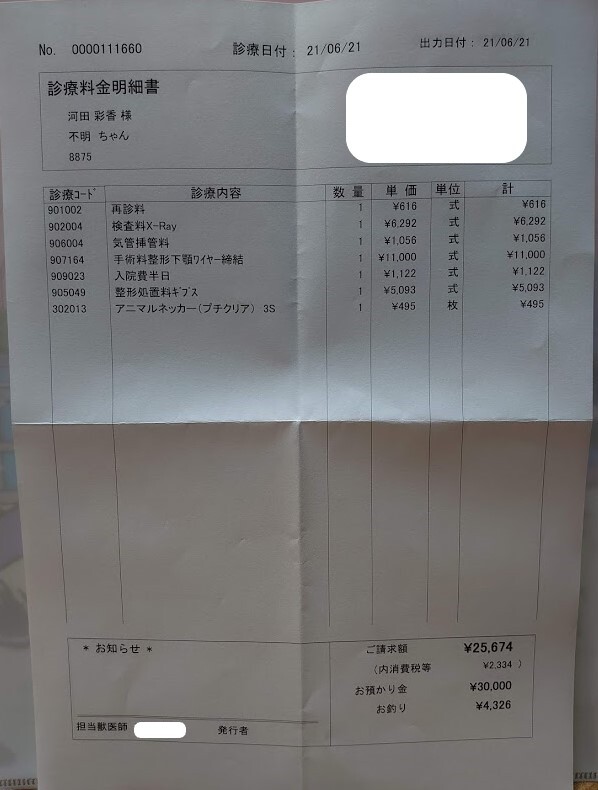 No. 0000111660 診療日付: 21/06/21 出力日付: 21/06/21
診療料金明細書
河田 彩香 様
不明 ちゃん
8875
診療ｺｰﾄﾞ 診療内容 数量 単価 単位 計
901002 再診料 1 ¥616 式 ¥616
902004 検査料X-Ray 1 ¥6,292 式 ¥6,292
906004 気管挿管料 1 ¥1,056 式 ¥1,056
907164 手術料整形下顎ﾜｲﾔｰ締結 1 ¥11,000 式 ¥11,000
909023 入院費半日 1 ¥1,122 式 ¥1,122
905049 整形処置料ｷﾞﾌﾟｽ 1 ¥5,093 式 ¥5,093
302013 アニマルネッカー(プチクリア) 3S 1 ¥495 枚 ¥495
* お知らせ *
ご請求額 ¥25,674
(内消費税等 ¥2,334 )
お預かり金 ¥30,000
お釣り ¥4,326
担当獣医師 発行者